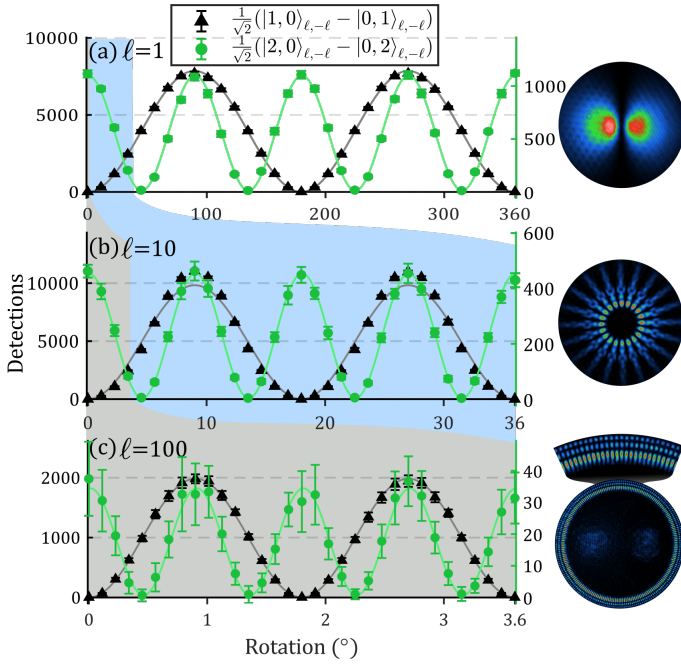 1/√2(|1,0⟩ℓ,−ℓ − |0,1⟩ℓ,−ℓ)
1/√2(|2,0⟩ℓ,−ℓ − |0,2⟩ℓ,−ℓ)
(a) ℓ=1
10000
5000
0
1000
500
0
0 100 200 300 360
(b) ℓ=10
10000
5000
0
600
400
200
0
0 10 20 30 36
Detections
(c) ℓ=100
2000
1000
0
40
30
20
10
0
0 1 2 3 3.6
Rotation (°)